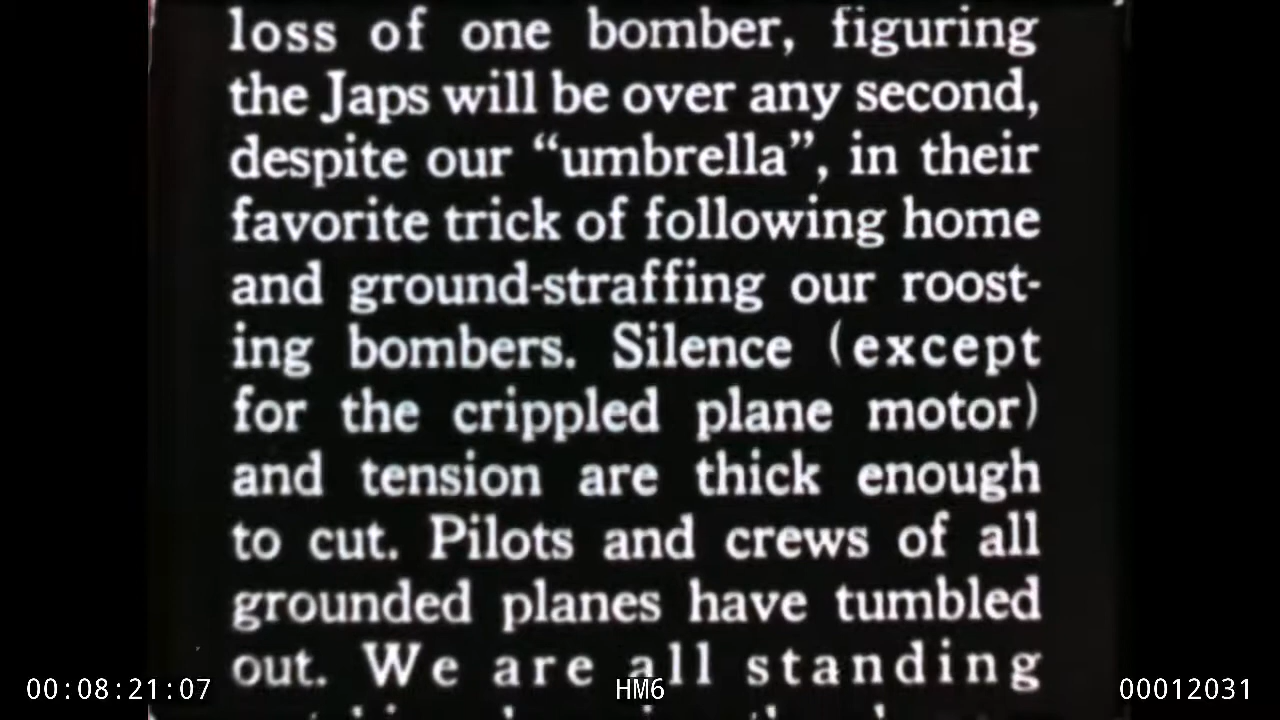 loss of one bomber, figuring
the Japs will be over any second,
despite our “umbrella”, in their
favorite trick of following home
and ground-straffing our roost-
ing bombers. Silence (except
for the crippled plane motor)
and tension are thick enough
to cut. Pilots and crews of all
grounded planes have tumbled
out. We are all standing
00:08:21:07
HM6
00012031